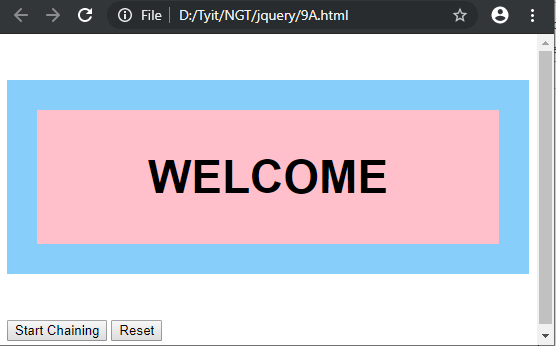 File D:/Tyit/NGT/jquery/9A.html
WELCOME
Start Chaining Reset